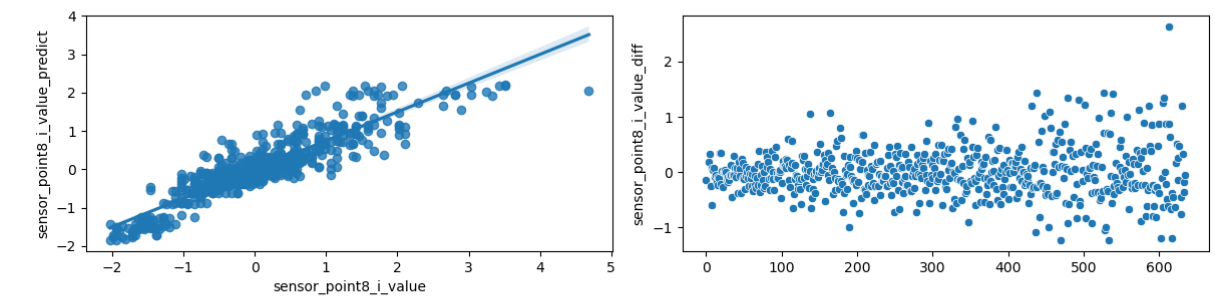 sensor_point8_i_value_predict
4
3
2
1
0
−1
−2
−2 −1 0 1 2 3 4 5
sensor_point8_i_value
sensor_point8_i_value_diff
2
1
0
−1
0 100 200 300 400 500 600